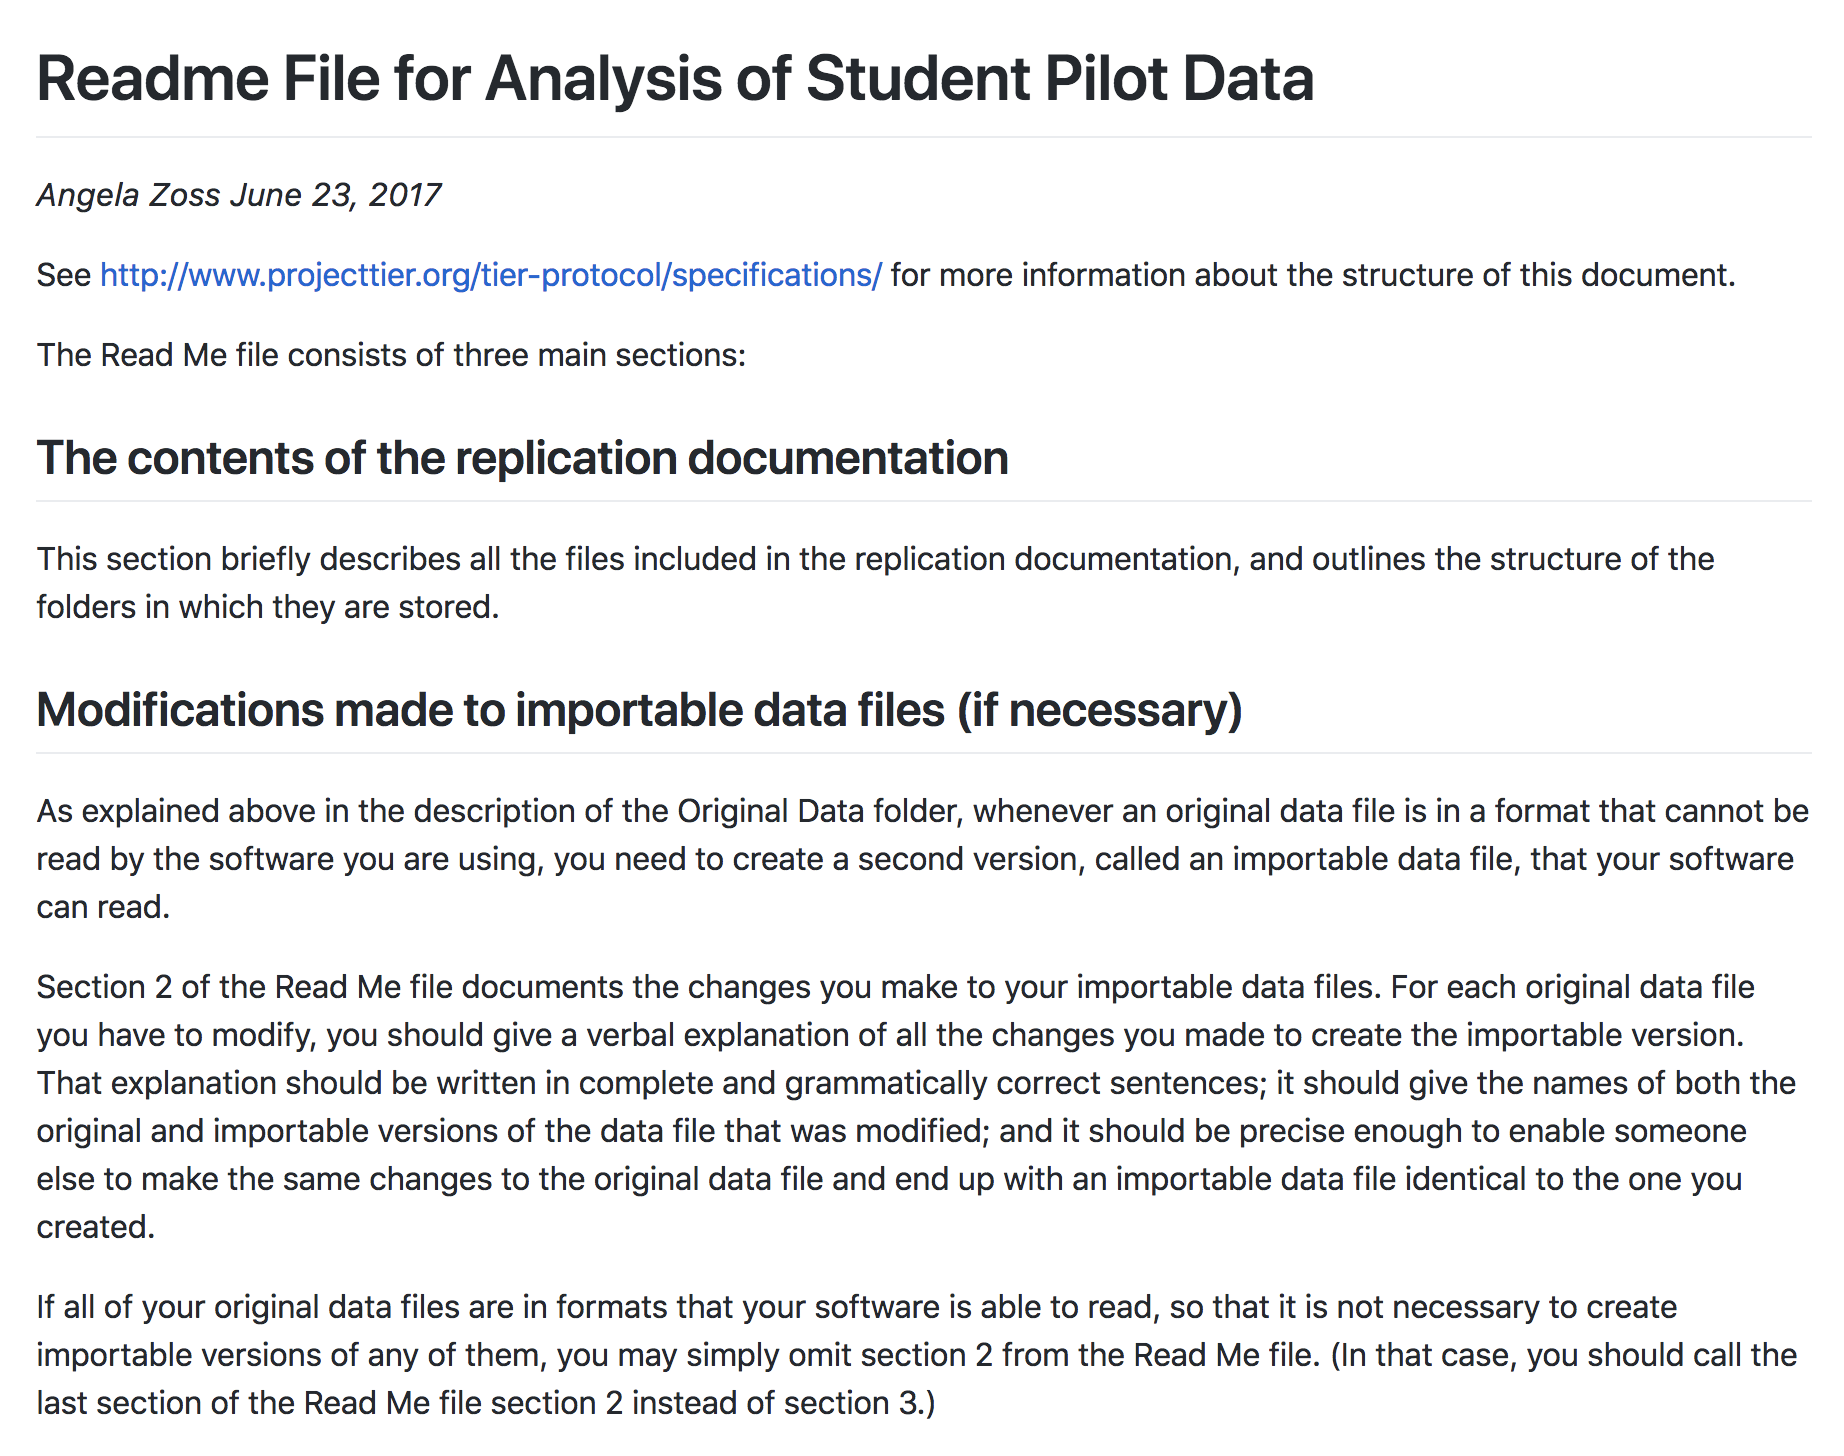 Readme File for Analysis of Student Pilot Data
Angela Zoss June 23, 2017
See http://www.projecttier.org/tier-protocol/specifications/ for more information about the structure of this document.
The Read Me file consists of three main sections:
The contents of the replication documentation
This section briefly describes all the files included in the replication documentation, and outlines the structure of the
folders in which they are stored.
Modifications made to importable data files (if necessary)
As explained above in the description of the Original Data folder, whenever an original data file is in a format that cannot be
read by the software you are using, you need to create a second version, called an importable data file, that your software
can read.
Section 2 of the Read Me file documents the changes you make to your importable data files. For each original data file
you have to modify, you should give a verbal explanation of all the changes you made to create the importable version.
That explanation should be written in complete and grammatically correct sentences; it should give the names of both the
original and importable versions of the data file that was modified; and it should be precise enough to enable someone
else to make the same changes to the original data file and end up with an importable data file identical to the one you
created.
If all of your original data files are in formats that your software is able to read, so that it is not necessary to create
importable versions of any of them, you may simply omit section 2 from the Read Me file. (In that case, you should call the
last section of the Read Me file section 2 instead of section 3.)